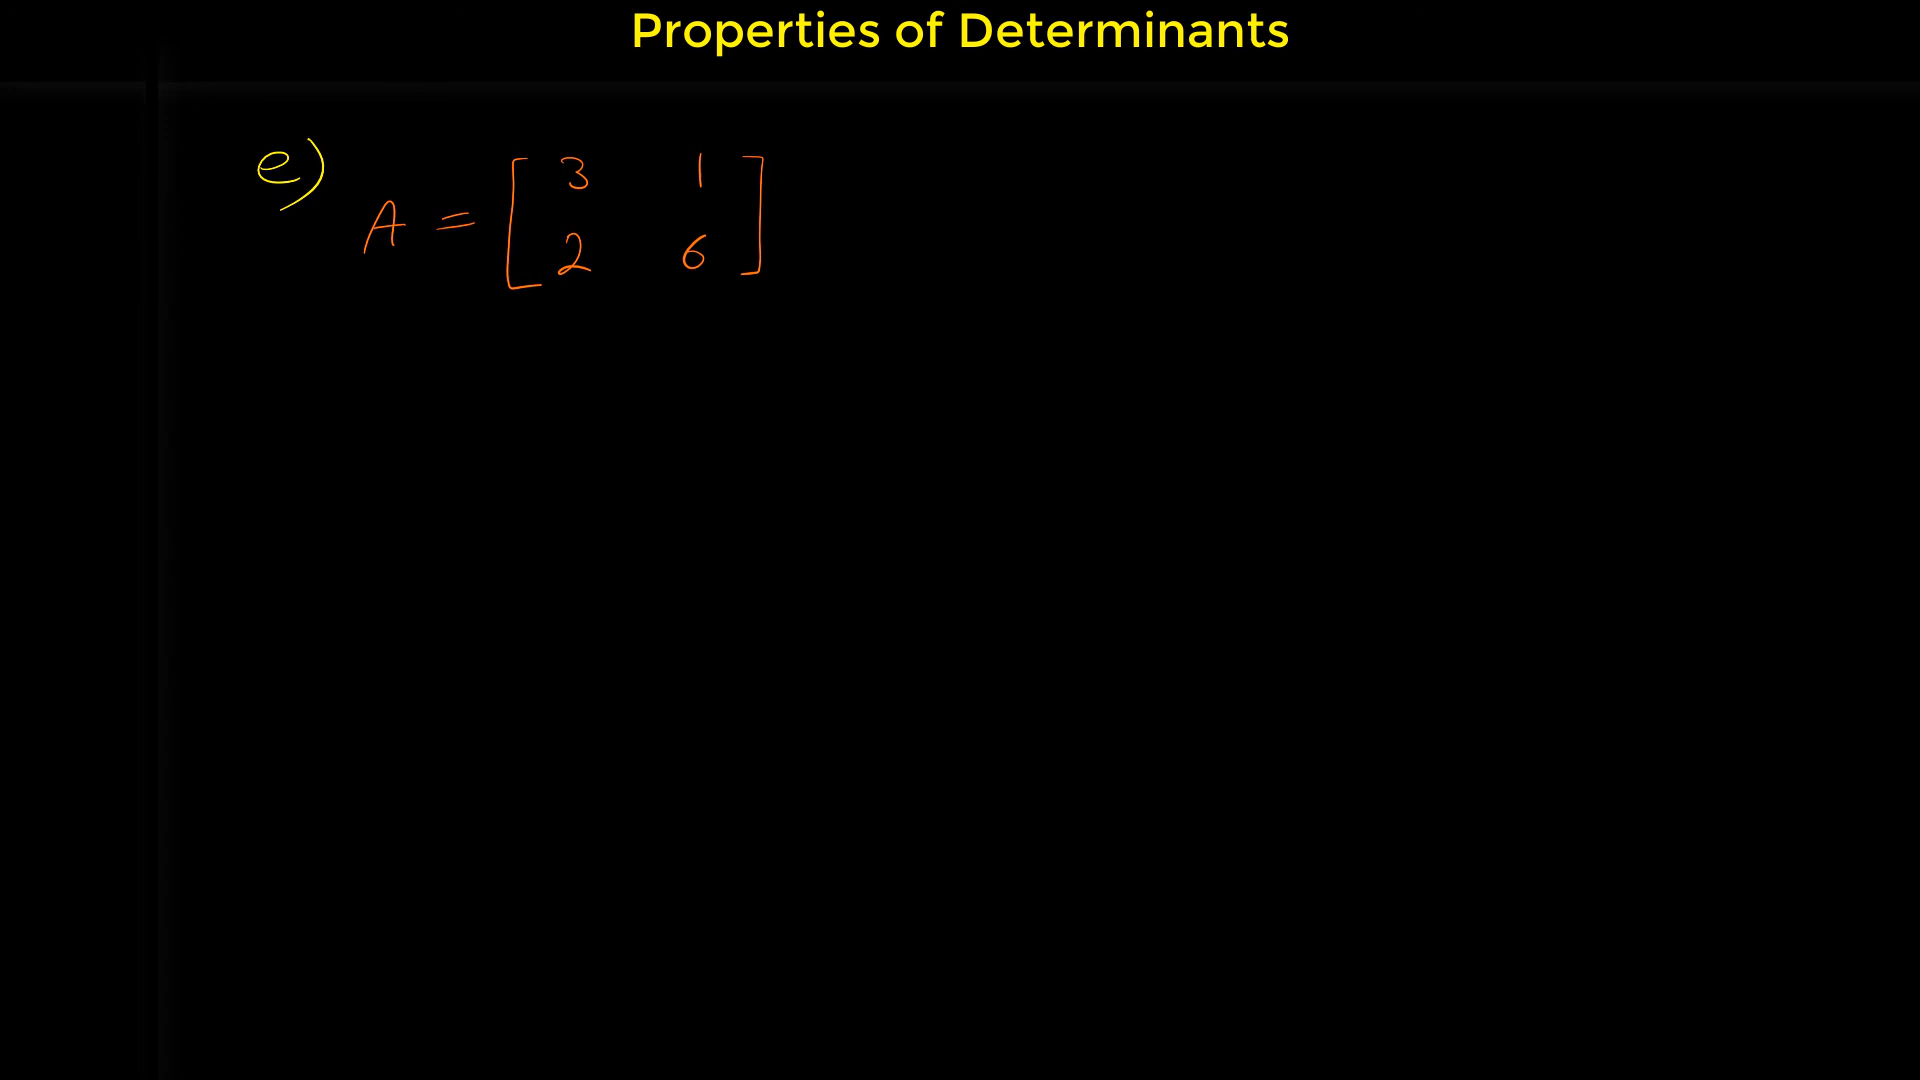 Properties of Determinants
e)
A = [ 3 1
2 6 ]